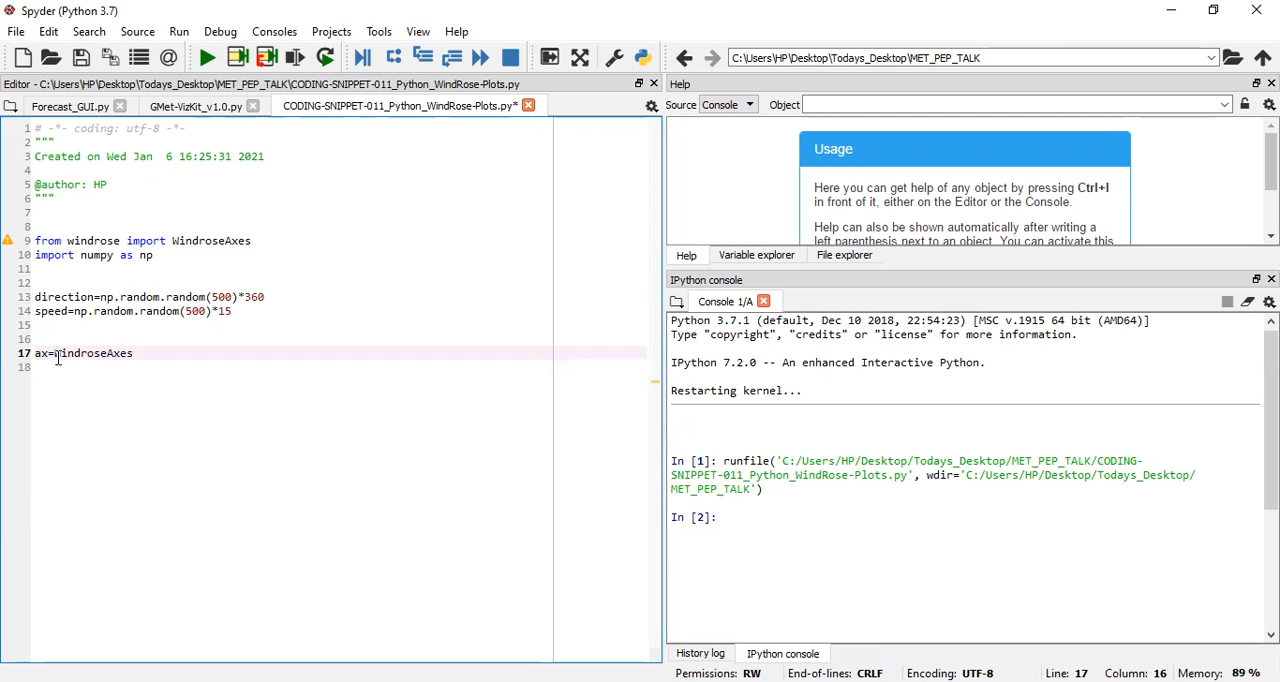 Spyder (Python 3.7)
File Edit Search Source Run Debug Consoles Projects Tools View Help
C:\Users\HP\Desktop\Todays_Desktop\MET_PEP_TALK
Editor - C:\Users\HP\Desktop\Todays_Desktop\MET_PEP_TALK\CODING-SNIPPET-011_Python_WindRose-Plots.py
Forecast_GUI.py GMet-VizKit_v1.0.py CODING-SNIPPET-011_Python_WindRose-Plots.py*
1 # -*- coding: utf-8 -*-
2 """
3 Created on Wed Jan  6 16:25:31 2021
4
5 @author: HP
6 """
7
8
9 from windrose import WindroseAxes
10 import numpy as np
11
12
13 direction=np.random.random(500)*360
14 speed=np.random.random(500)*15
15
16
17 ax=WindroseAxes
18
Help
Source Console Object
Usage
Here you can get help of any object by pressing Ctrl+I
in front of it, either on the Editor or the Console.
Help can also be shown automatically after writing a
left parenthesis next to an object. You can activate this
Help Variable explorer File explorer
IPython console
Console 1/A
Python 3.7.1 (default, Dec 10 2018, 22:54:23) [MSC v.1915 64 bit (AMD64)]
Type "copyright", "credits" or "license" for more information.
IPython 7.2.0 -- An enhanced Interactive Python.
Restarting kernel...
In [1]: runfile('C:/Users/HP/Desktop/Todays_Desktop/MET_PEP_TALK/CODING-
SNIPPET-011_Python_WindRose-Plots.py', wdir='C:/Users/HP/Desktop/Todays_Desktop/
MET_PEP_TALK')
In [2]:
History log IPython console
Permissions: RW End-of-lines: CRLF Encoding: UTF-8 Line: 17 Column: 16 Memory: 89 %